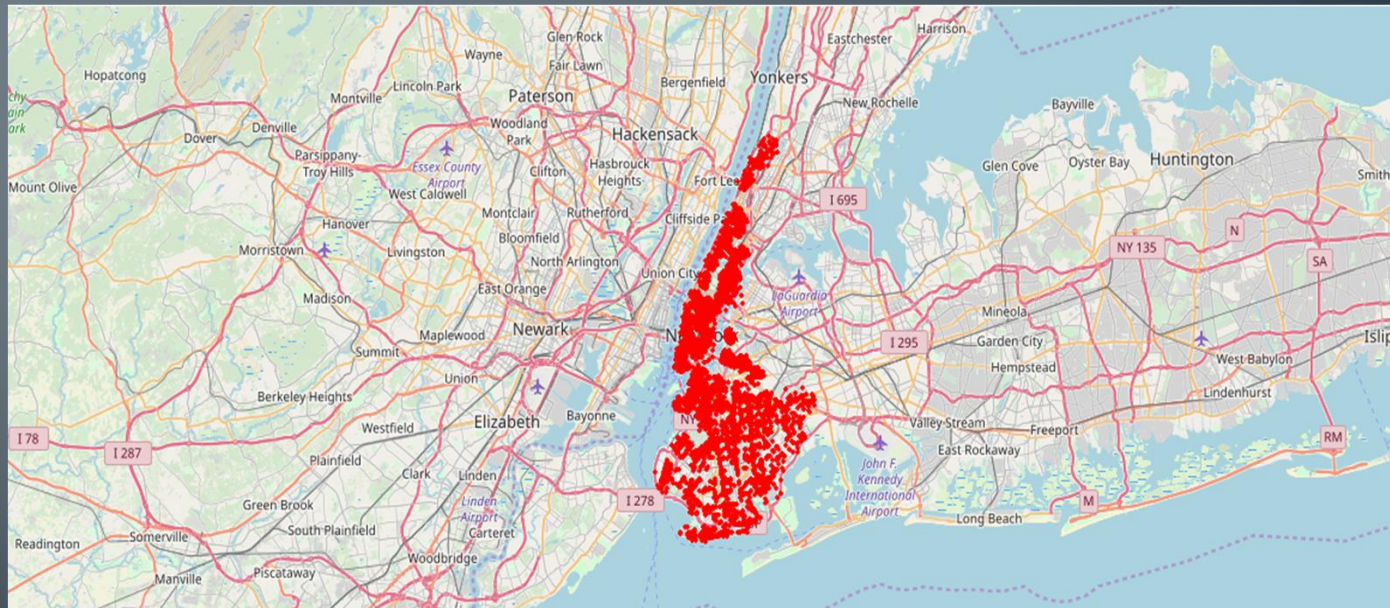 Glen Rock
Harrison
Eastchester
Wayne
Fair Lawn
Hopatcong
Bergenfield
Yonkers
Lincoln Park
Montville
Paterson
New Rochelle
Bayville
Woodland
Park
Denville
Dover
Hackensack
Essex County
Airport
Parsippany-
Troy Hills
Hasbrouck
Heights
Clifton
Glen Cove
Oyster Bay
Huntington
Mount Olive
West Caldwell
Fort Lee
I 695
Smith
Montclair
Rutherford
Cliffside Pa
Hanover
Bloomfield
N
Morristown
Livingston
North Arlington
NY 135
SA
Union City
East Orange
LaGuardia
Airport
Madison
Newark
Maplewood
Mineola
Garden City
I 295
Summit
West Babylon
Islip
Union
Hempstead
Lindenhurst
Berkeley Heights
Elizabeth
Bayonne
NY
Westfield
Valley Stream
Freeport
I 78
I 287
East Rockaway
RM
Plainfield
Clark
Linden
John F.
Kennedy
International
Airport
I 278
M
Green Brook
Linden
Airport
South Plainfield
Carteret
Long Beach
Readington
Somerville
Woodbridge
Manville
Piscataway